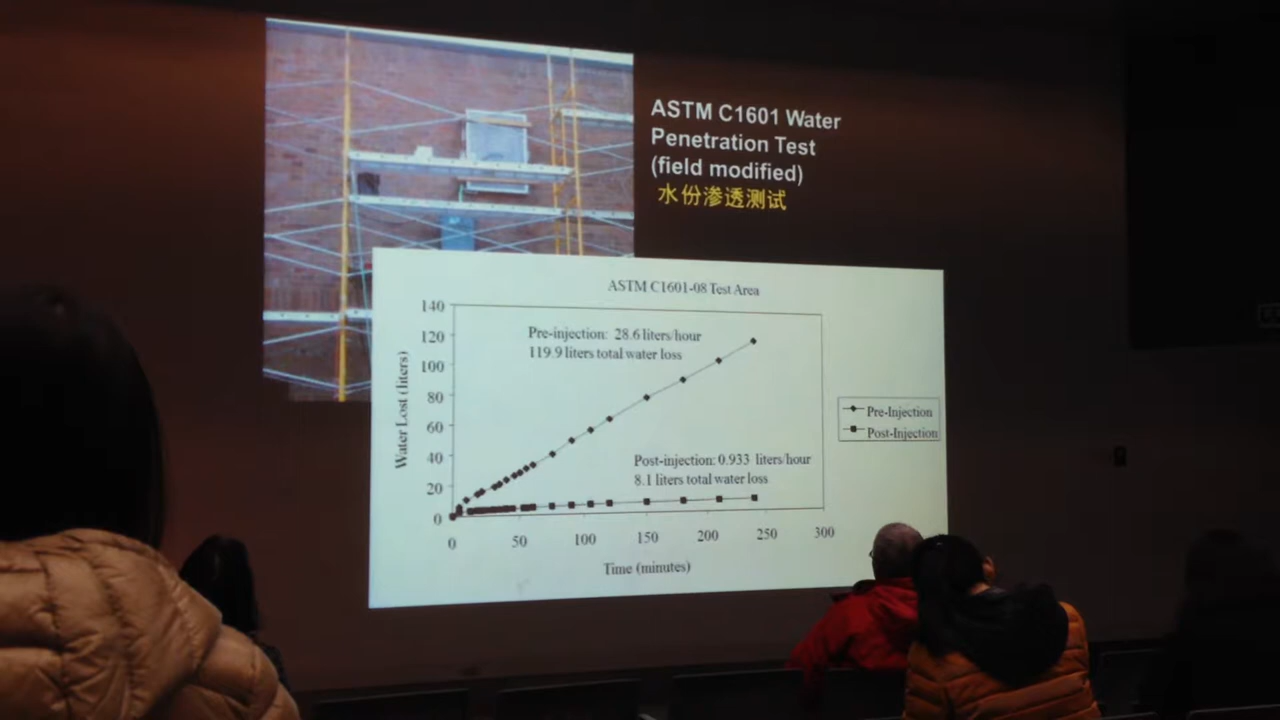 ASTM C1601 Water
Penetration Test
(field modified)
水份渗透测试
ASTM C1601-08 Test Area
140
120
100
80
60
40
20
0
Water Lost (liters)
Pre-injection: 28.6 liters/hour
119.9 liters total water loss
Post-injection: 0.933 liters/hour
8.1 liters total water loss
Pre-Injection
Post-Injection
0 50 100 150 200 250 300
Time (minutes)